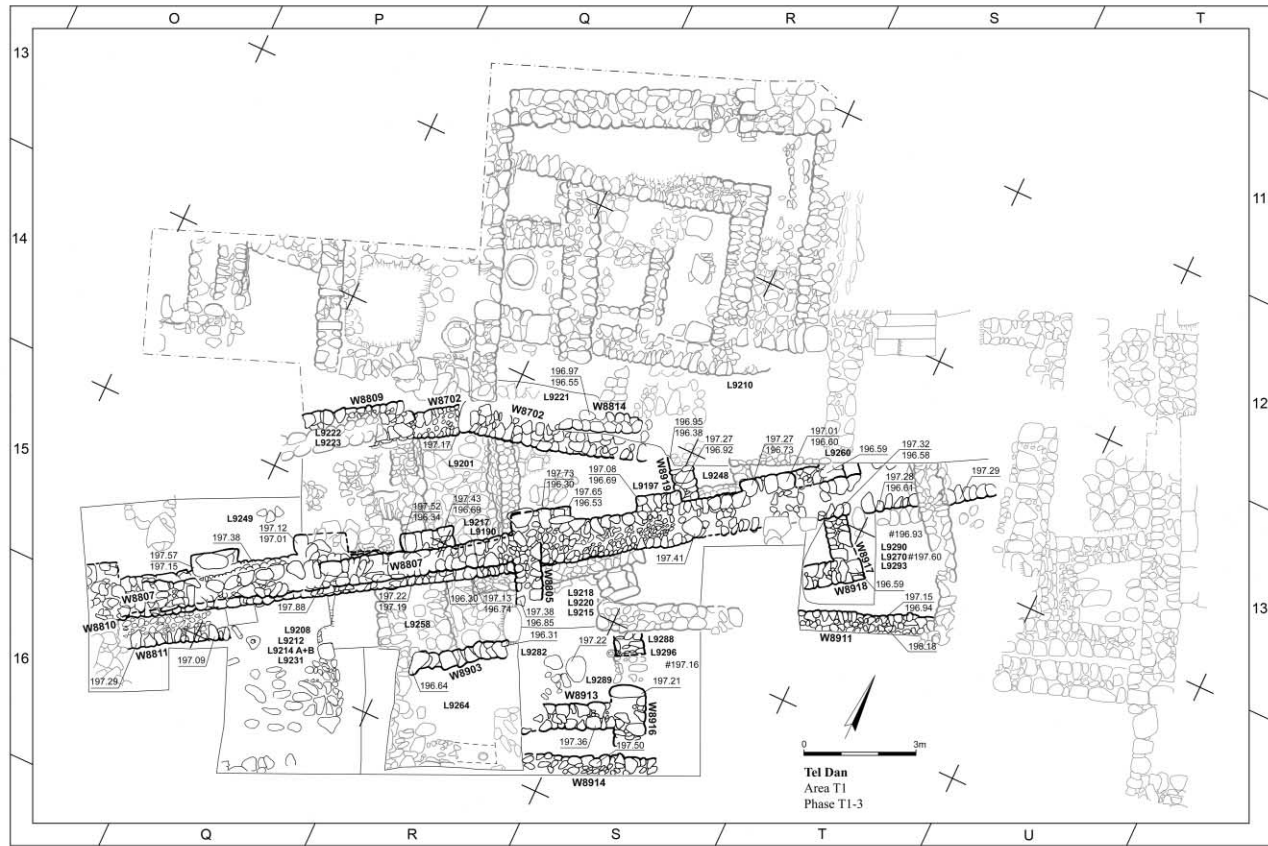 O P Q R S T
13
11
14
196.97
196.55
L9221
L9210
12
W8809
W8702
W8702
W8814
196.95
196.38
197.27
196.92
197.27
196.73
197.01
196.60
L9260
196.59
197.32
196.58
L9222
L9223
197.17
15
L9201
197.73
196.30
197.08
196.69
L9197
W8919
L9248
197.28
196.61
197.29
197.65
196.53
197.52
196.34
197.43
196.69
L9217
L9190
L9249
197.12
197.01
197.38
197.57
197.15
#196.93
L9290
L9270
L9293
#197.60
197.41
W8807
W8807
W8805
W8917
W8918
196.59
W8810
W8811
197.88
197.22
197.19
196.30
197.13
196.74
L9218
L9220
L9215
197.15
196.94
13
197.38
196.85
196.31
L9258
L9208
L9212
L9214 A+B
L9231
197.09
W8911
198.18
L9282
197.22
L9288
L9296
#197.16
16
197.29
W8903
196.64
L9289
197.21
L9264
W8913
W8916
197.36
197.50
W8914
0 3m
Tel Dan
Area T1
Phase T1-3
Q R S T U